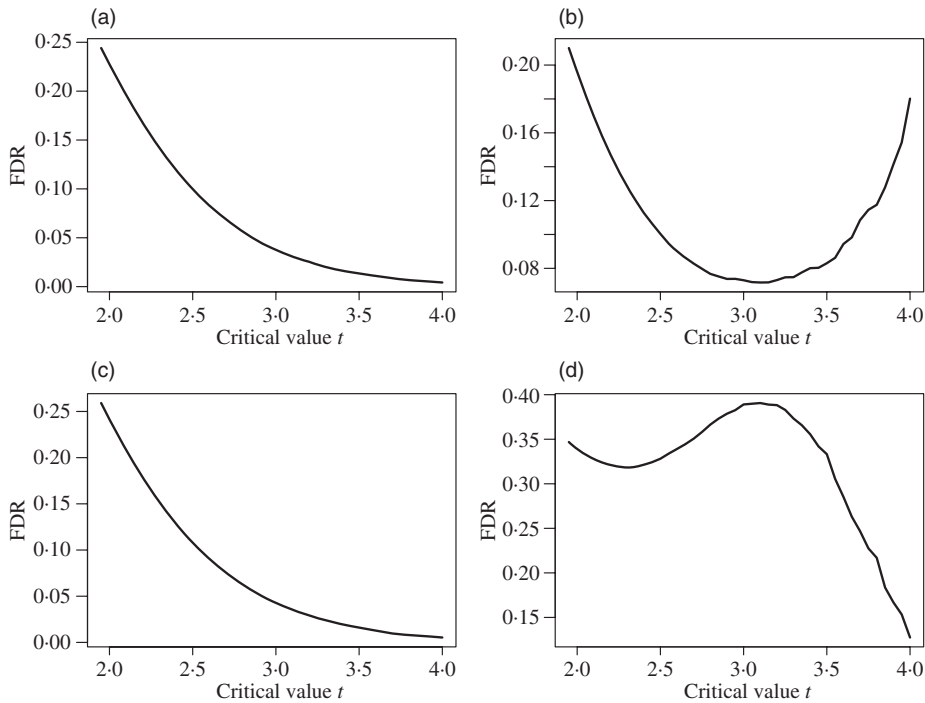 (a)
0·25
0·20
0·15
0·10
0·05
0·00
FDR
2·0 2·5 3·0 3·5 4·0
Critical value t
(b)
0·20
0·16
0·12
0·08
FDR
2·0 2·5 3·0 3·5 4·0
Critical value t
(c)
0·25
0·20
0·15
0·10
0·05
0·00
FDR
2·0 2·5 3·0 3·5 4·0
Critical value t
(d)
0·40
0·35
0·30
0·25
0·20
0·15
FDR
2·0 2·5 3·0 3·5 4·0
Critical value t